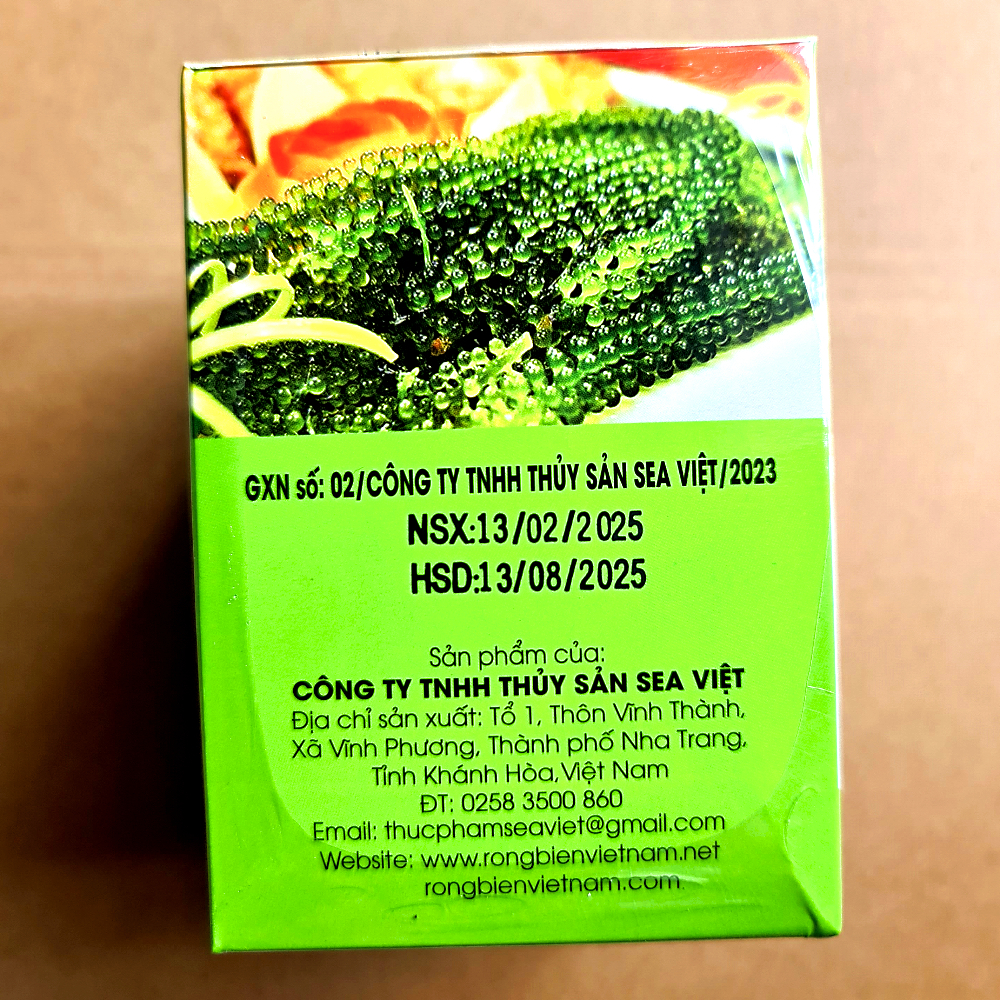 GXN số: 02/CÔNG TY TNHH THỦY SẢN SEA VIỆT/2023
NSX:13/02/2025
HSD:13/08/2025
Sản phẩm của:
CÔNG TY TNHH THỦY SẢN SEA VIỆT
Địa chỉ sản xuất: Tổ 1, Thôn Vĩnh Thành,
Xã Vĩnh Phương, Thành phố Nha Trang,
Tỉnh Khánh Hòa,Việt Nam
ĐT: 0258 3500 860
Email: thucphamseaviet@gmail.com
Website: www.rongbienvietnam.net
rongbienvietnam.com